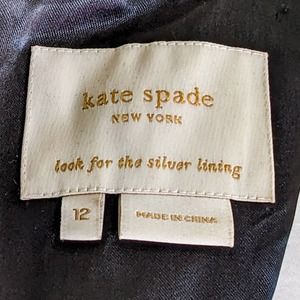 kate spade
NEW YORK
look for the silver lining
12
MADE IN CHINA